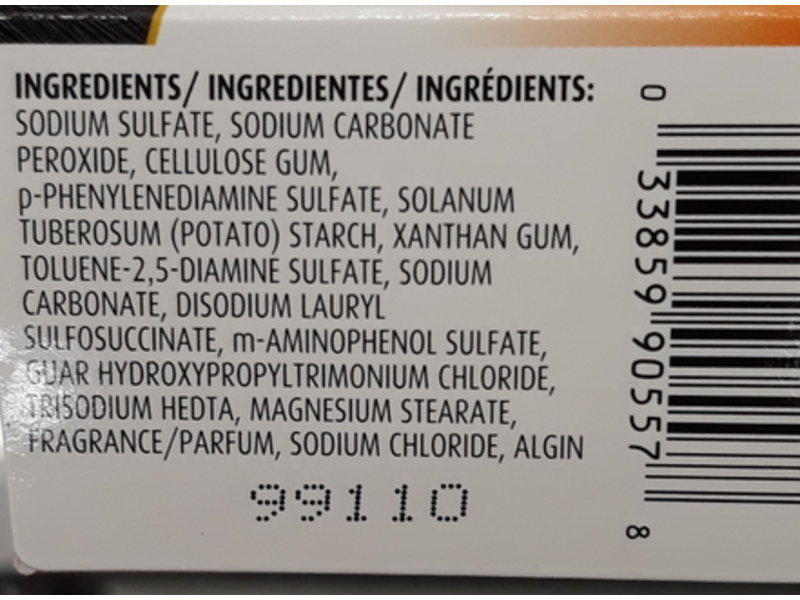 INGREDIENTS/ INGREDIENTES/ INGRÉDIENTS:
SODIUM SULFATE, SODIUM CARBONATE
PEROXIDE, CELLULOSE GUM,
p-PHENYLENEDIAMINE SULFATE, SOLANUM
TUBEROSUM (POTATO) STARCH, XANTHAN GUM,
TOLUENE-2,5-DIAMINE SULFATE, SODIUM
CARBONATE, DISODIUM LAURYL
SULFOSUCCINATE, m-AMINOPHENOL SULFATE,
GUAR HYDROXYPROPYLTRIMONIUM CHLORIDE,
TRISODIUM HEDTA, MAGNESIUM STEARATE,
FRAGRANCE/PARFUM, SODIUM CHLORIDE, ALGIN
99110
0 33859 90557 8